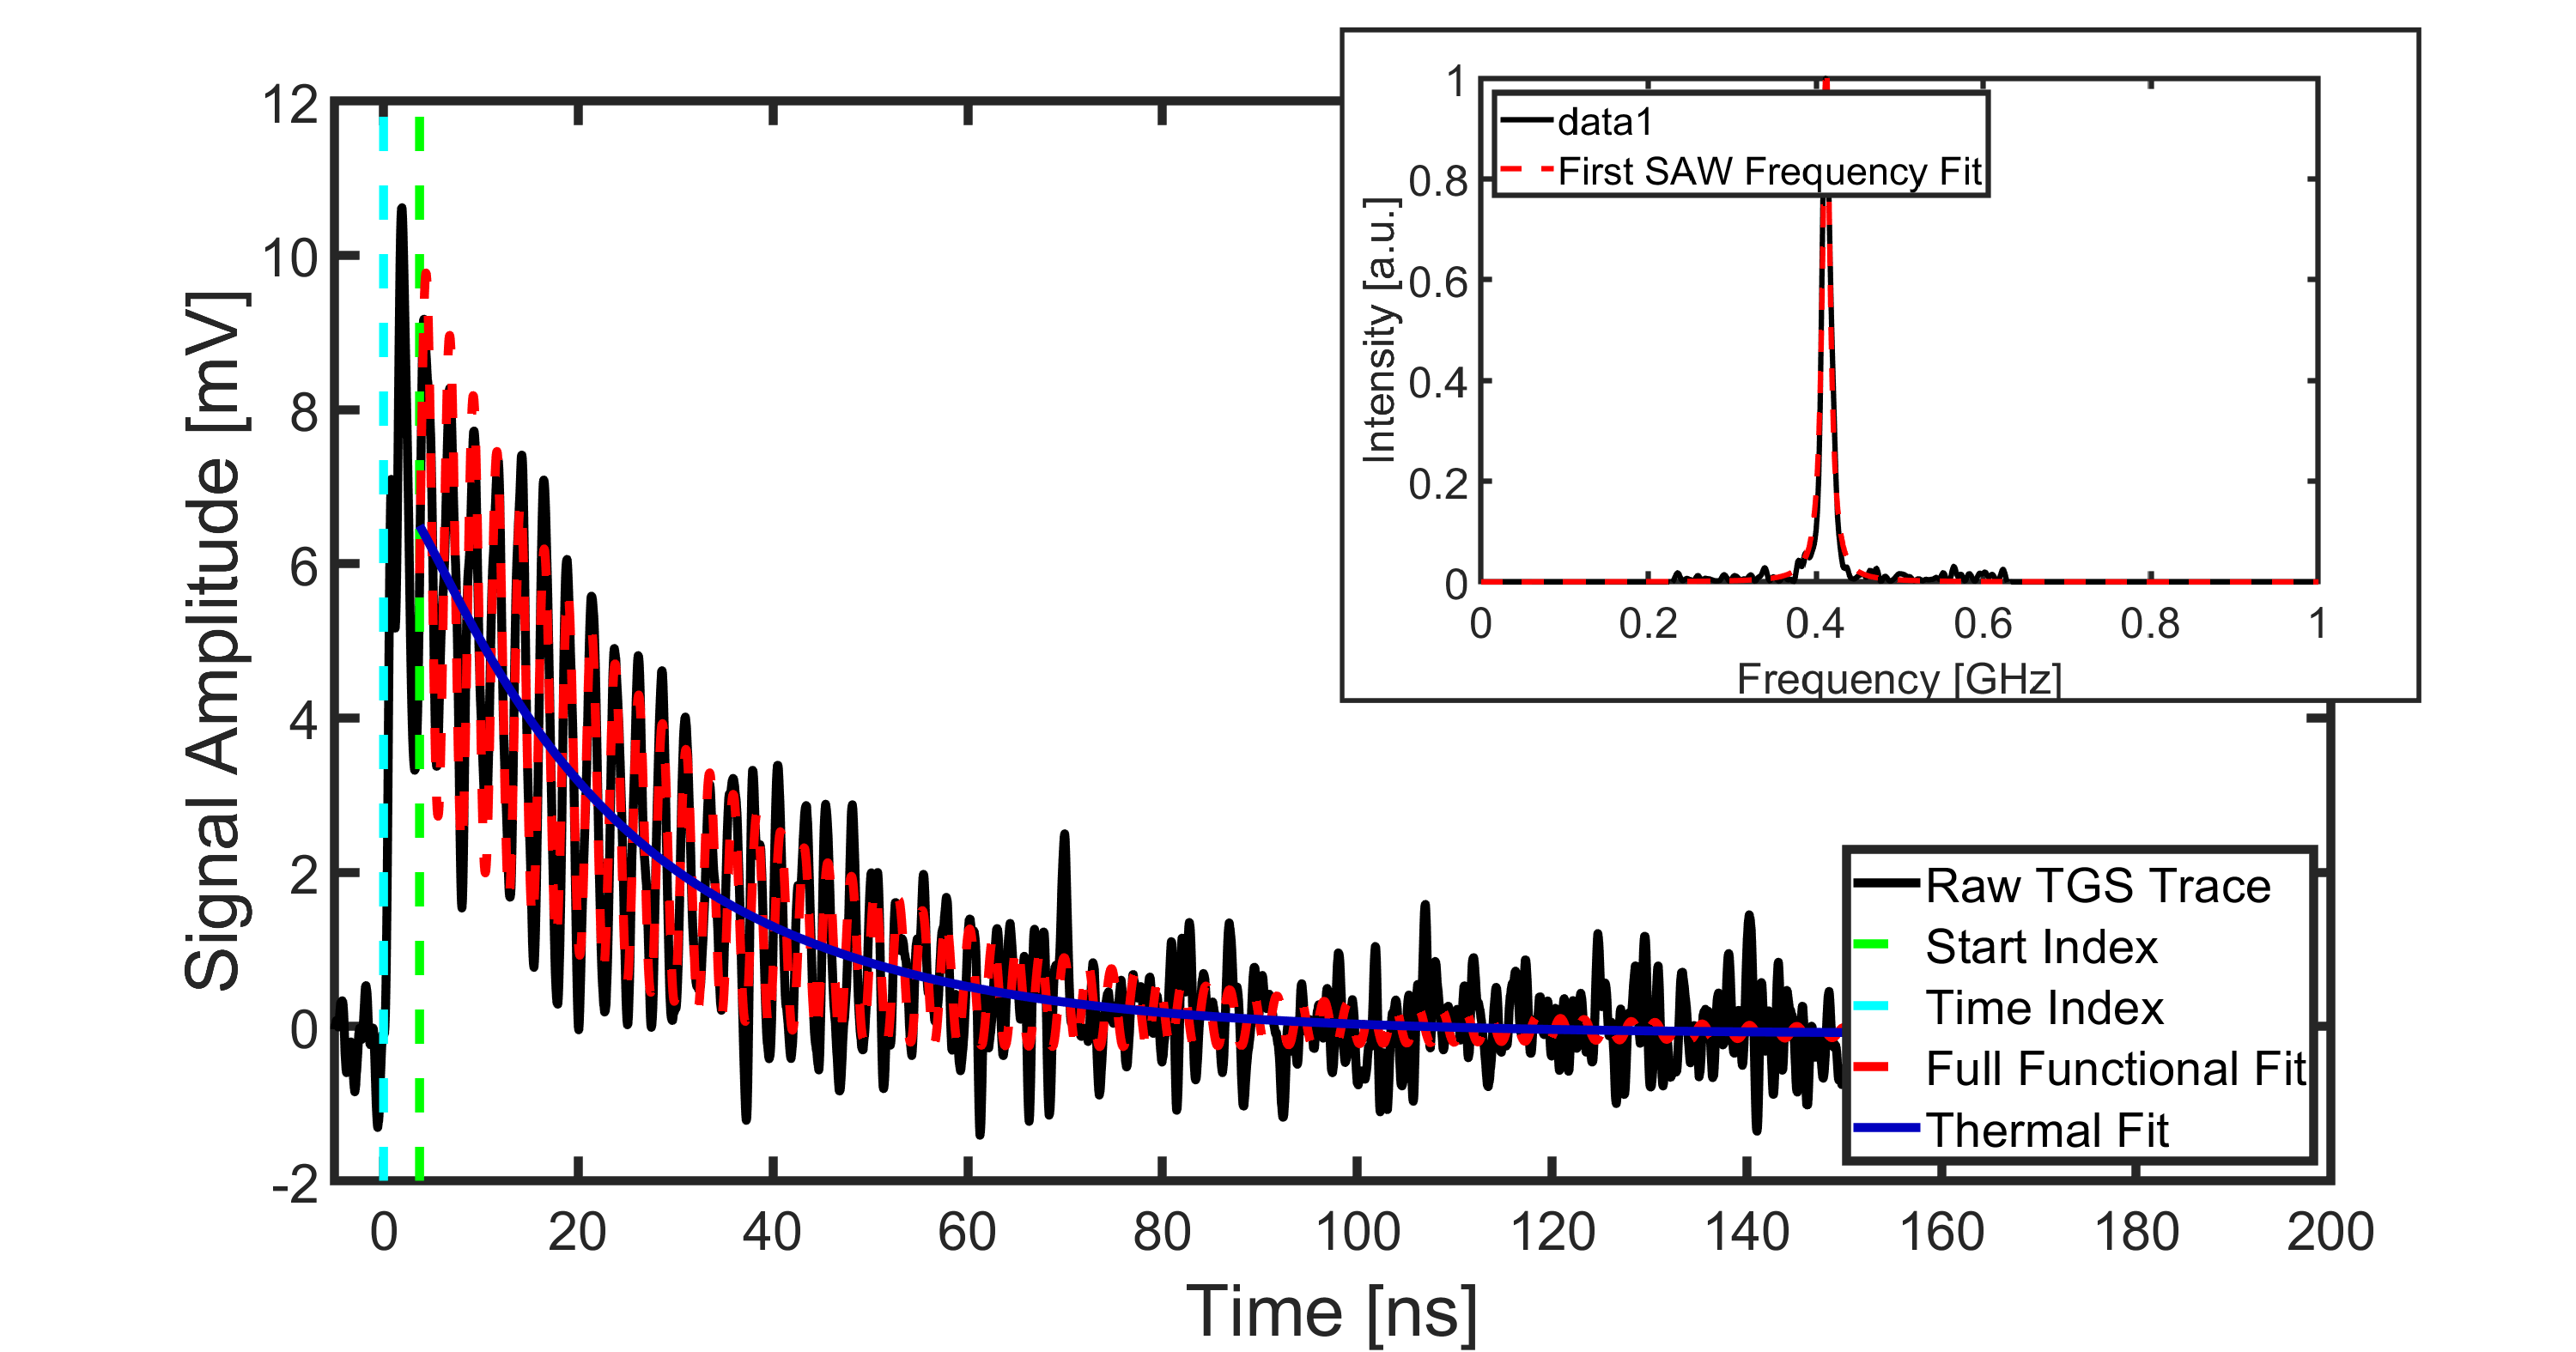 12
10
8
6
4
2
0
-2
Signal Amplitude [mV]
0 20 40 60 80 100 120 140 160 180 200
Time [ns]
1
0.8
0.6
0.4
0.2
0
Intensity [a.u.]
data1
First SAW Frequency Fit
0 0.2 0.4 0.6 0.8 1
Frequency [GHz]
Raw TGS Trace
Start Index
Time Index
Full Functional Fit
Thermal Fit